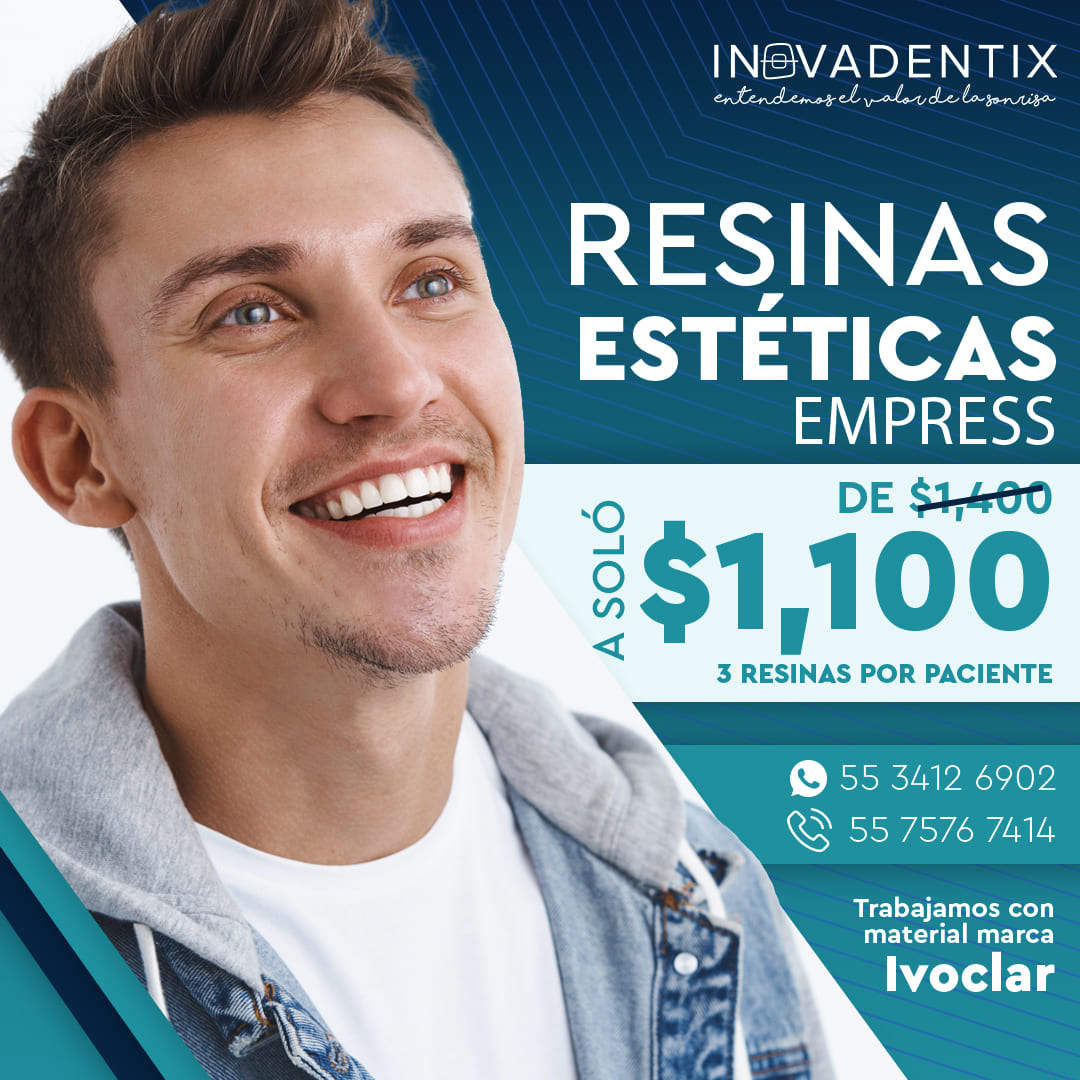 INOVADENTIX
entendemos el valor de la sonrisa
RESINAS
ESTÉTICAS
EMPRESS
DE $1,400
A SOLÓ
$1,100
3 RESINAS POR PACIENTE
55 3412 6902
55 7576 7414
Trabajamos con
material marca
Ivoclar